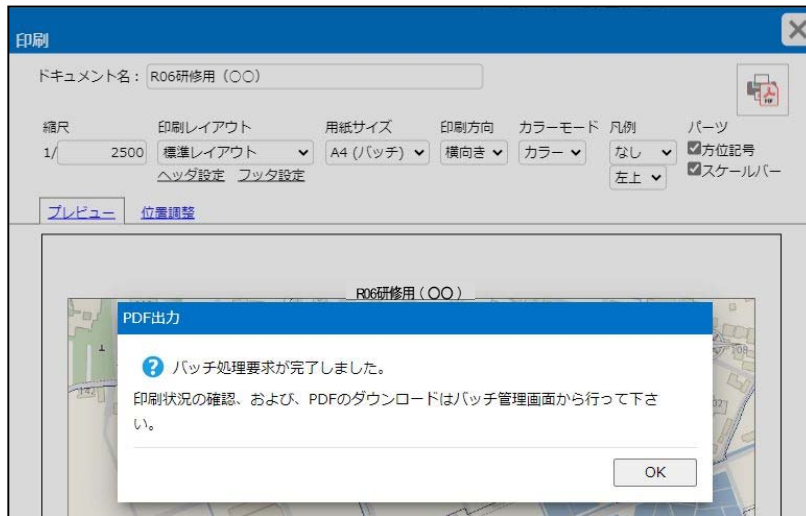 印刷
ドキュメント名： R06研修用（〇〇）
PDF
縮尺 印刷レイアウト 用紙サイズ 印刷方向 カラーモード 凡例 パーツ
1/ 2500 標準レイアウト A4 (バッチ) 横向き カラー なし 方位記号
ヘッダ設定 フッタ設定 左上 スケールバー
プレビュー 位置調整
R06研修用（〇〇）
PDF出力
バッチ処理要求が完了しました。
印刷状況の確認、および、PDFのダウンロードはバッチ管理画面から行って下さ
い。
OK